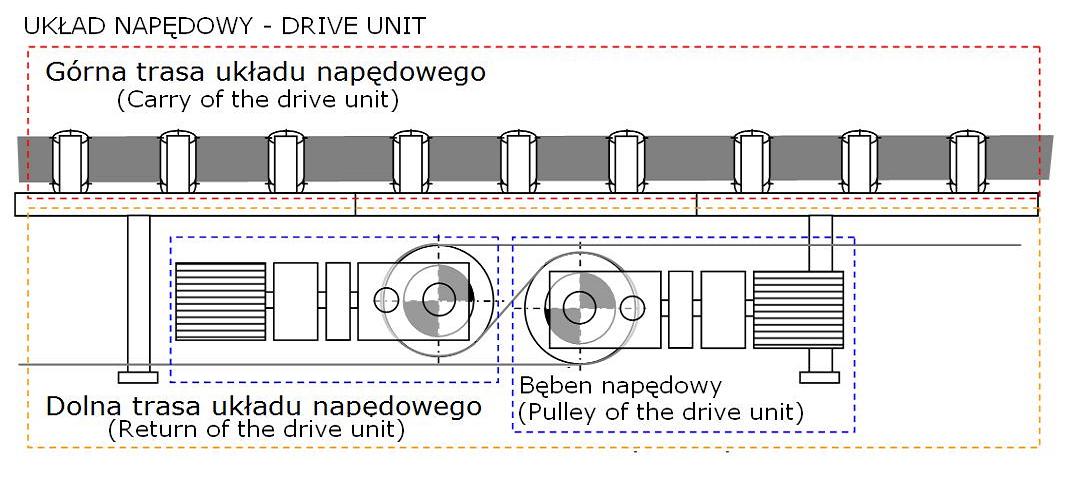 UKŁAD NAPĘDOWY - DRIVE UNIT
Górna trasa układu napędowego
(Carry of the drive unit)
Bęben napędowy
(Pulley of the drive unit)
Dolna trasa układu napędowego
(Return of the drive unit)